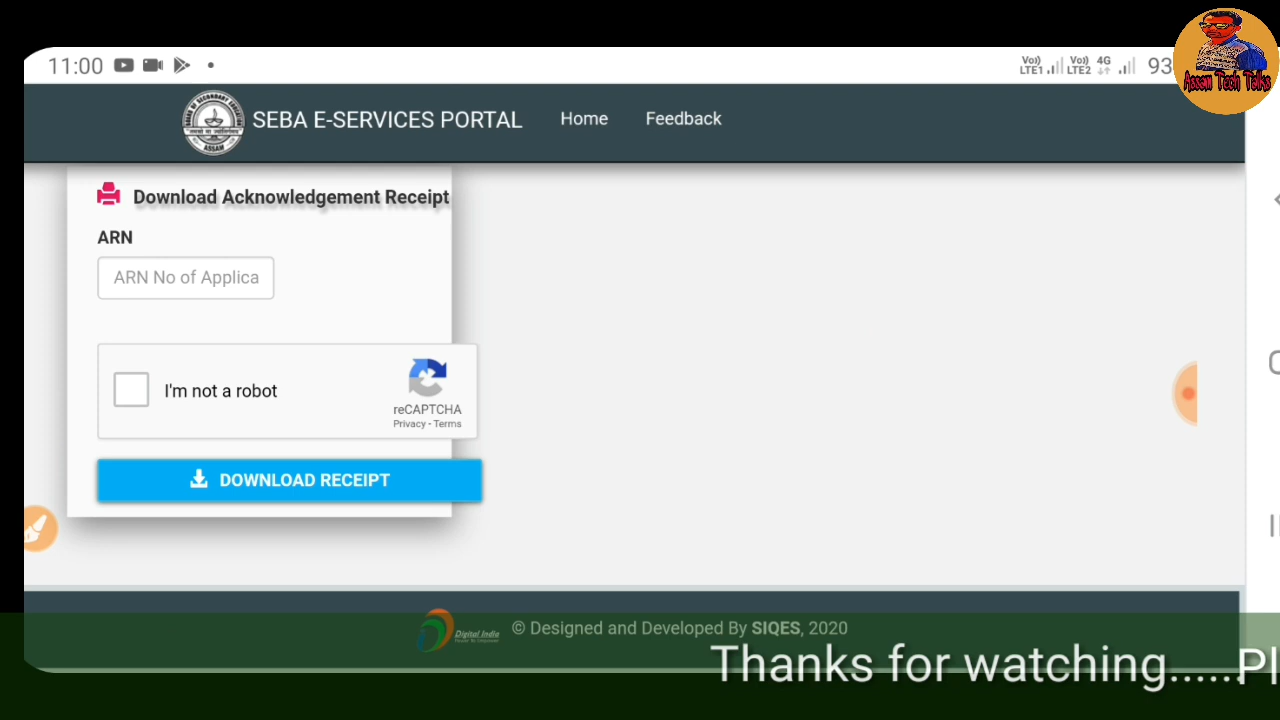 11:00
Vo) LTE1 Vo) LTE2 4G 93
Assam Tech Talks
SEBA E-SERVICES PORTAL Home Feedback
Download Acknowledgement Receipt
ARN
ARN No of Applica
I'm not a robot
reCAPTCHA
Privacy - Terms
DOWNLOAD RECEIPT
Digital India
© Designed and Developed By SIQES, 2020
Thanks for watching......Pl